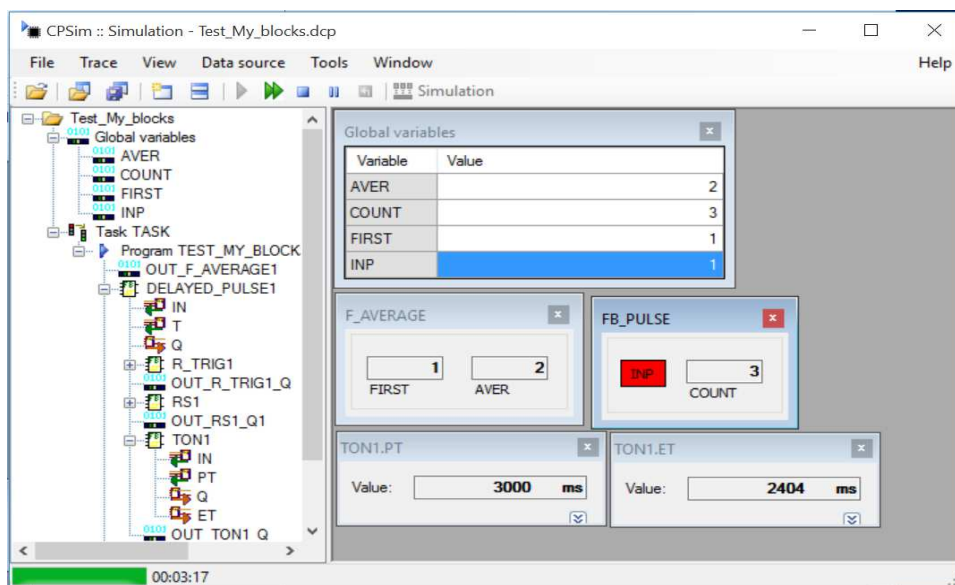 CPSim :: Simulation - Test_My_blocks.dcp
File Trace View Data source Tools Window Help
Simulation
Test_My_blocks
Global variables
AVER
COUNT
FIRST
INP
Task TASK
Program TEST_MY_BLOCK
OUT_F_AVERAGE1
DELAYED_PULSE1
IN
T
Q
R_TRIG1
OUT_R_TRIG1_Q
RS1
OUT_RS1_Q1
TON1
IN
PT
Q
ET
OUT_TON1_Q
Global variables
Variable Value
AVER 2
COUNT 3
FIRST 1
INP 1
F_AVERAGE
1 2
FIRST AVER
FB_PULSE
INP 3
COUNT
TON1.PT
Value: 3000 ms
TON1.ET
Value: 2404 ms
00:03:17